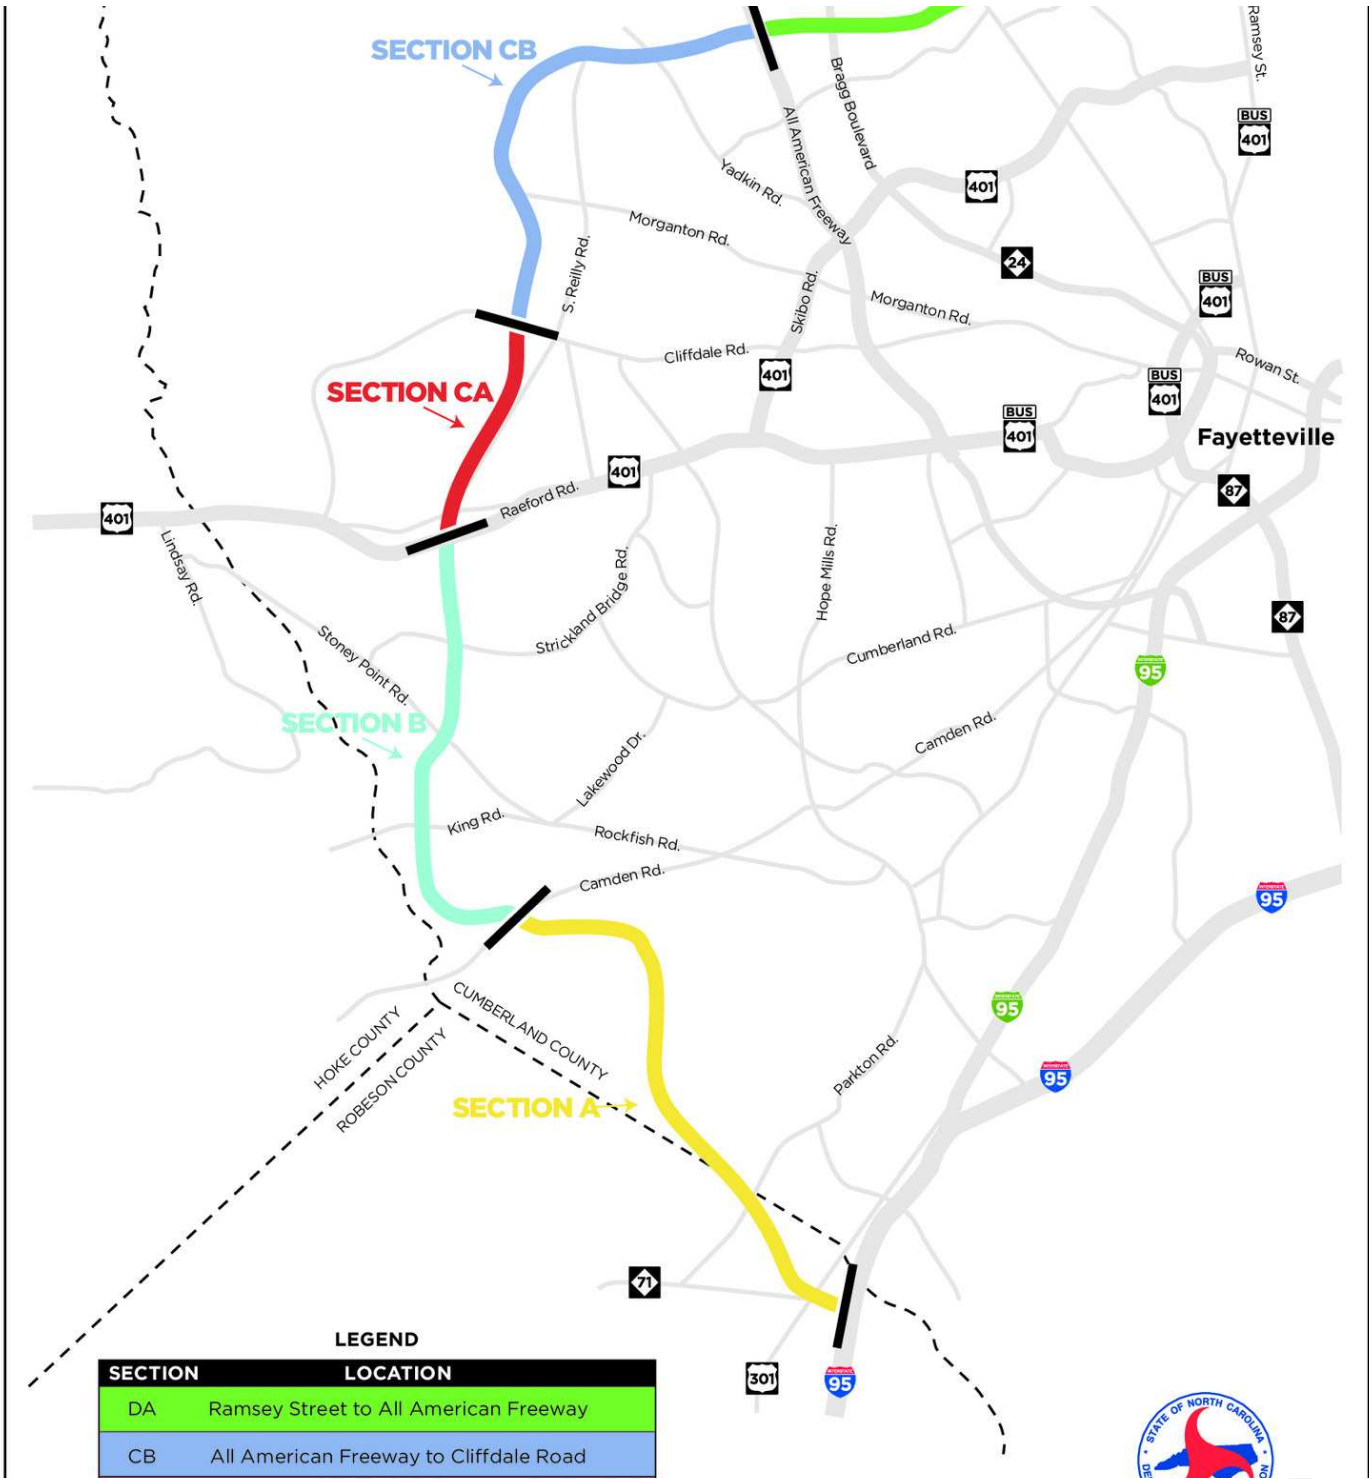 Ramsey St.
SECTION CB
Bragg Boulevard
All American Freeway
BUS
401
Yadkin Rd.
401
Morganton Rd.
S. Reilly Rd.
24
Skibo Rd.
BUS
401
Morganton Rd.
Cliffdale Rd.
Rowan St.
401
BUS
401
SECTION CA
BUS
401
Fayetteville
401
87
Raeford Rd.
401
Lindsay Rd.
Hope Mills Rd.
Strickland Bridge Rd.
87
Stoney Point Rd.
Cumberland Rd.
INTERSTATE
95
SECTION B
Camden Rd.
Lakewood Dr.
King Rd.
Rockfish Rd.
Camden Rd.
INTERSTATE
95
CUMBERLAND COUNTY
INTERSTATE
95
HOKE COUNTY
ROBESON COUNTY
Parkton Rd.
INTERSTATE
95
SECTION A
71
301
INTERSTATE
95
LEGEND
SECTION LOCATION
DA Ramsey Street to All American Freeway
CB All American Freeway to Cliffdale Road
STATE OF NORTH CAROLINA